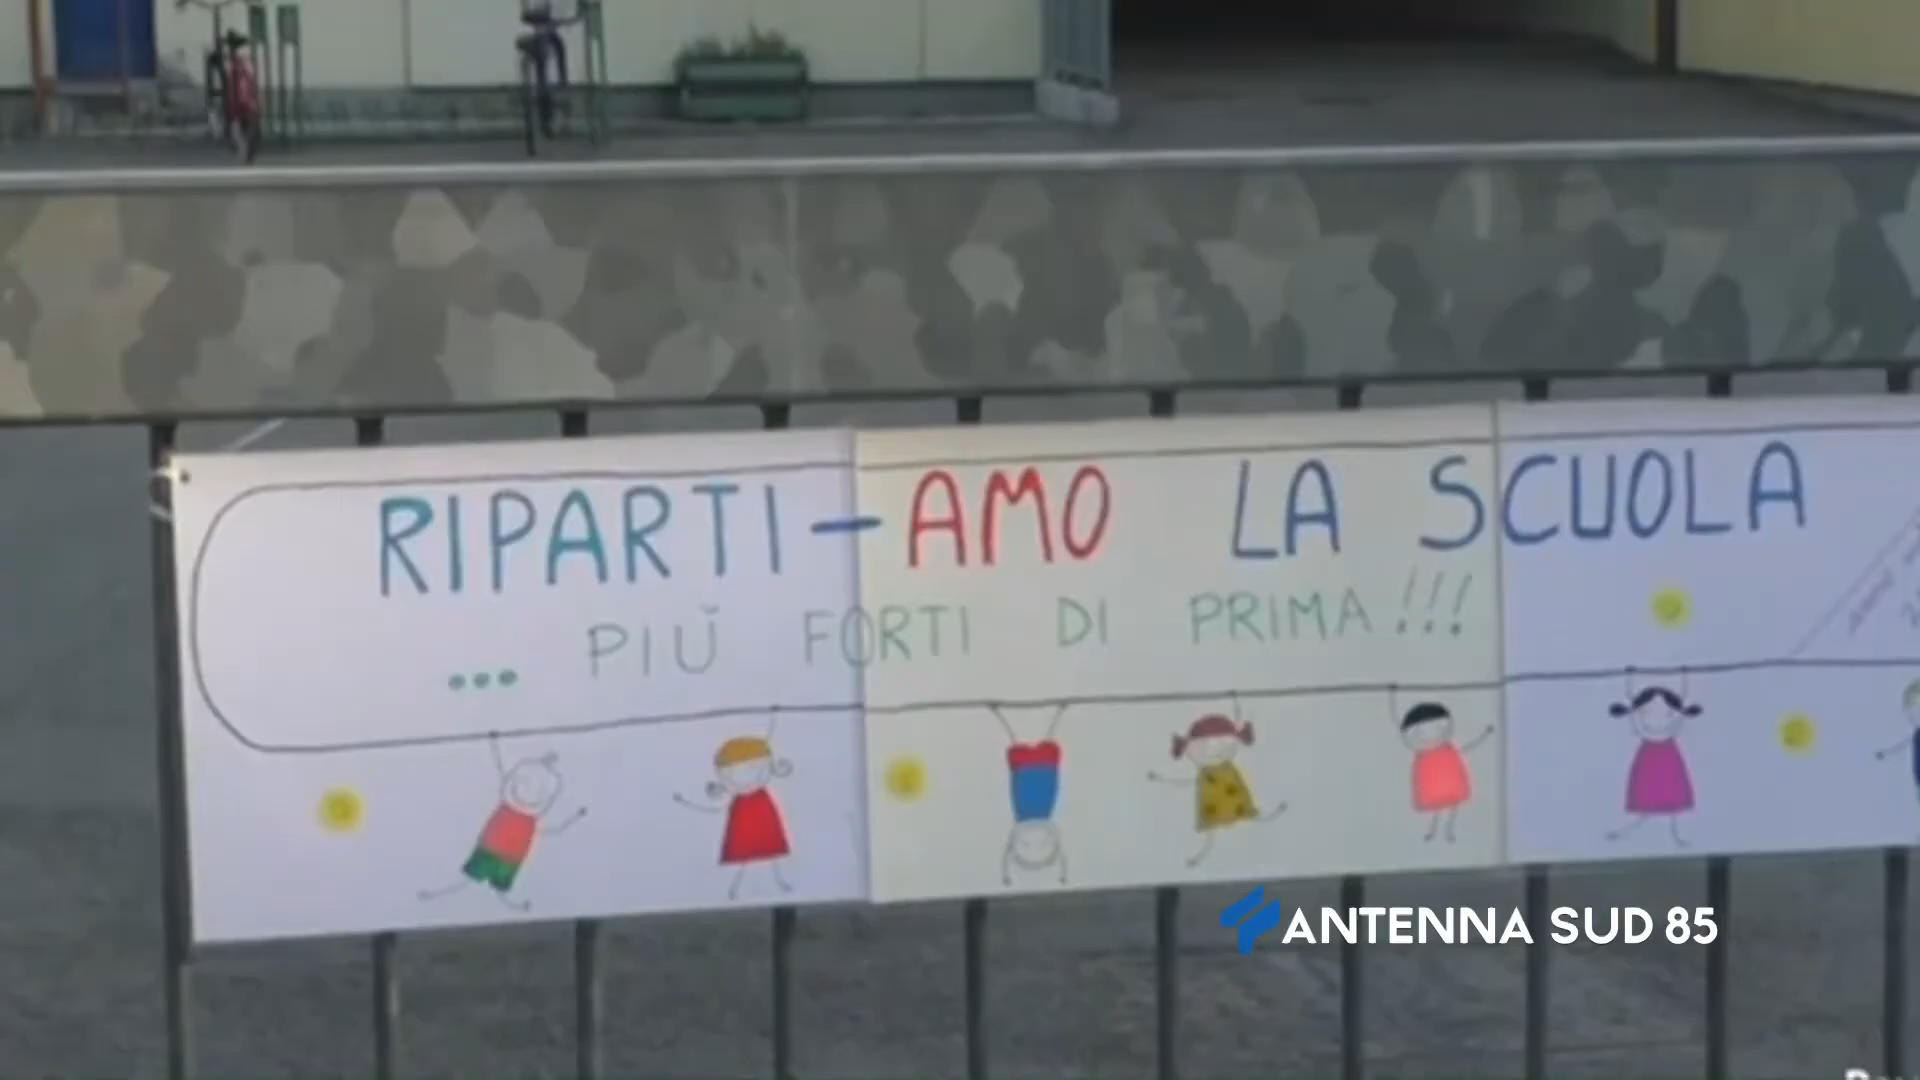 RIPARTI-AMO LA SCUOLA
... PIÙ FORTI DI PRIMA!!!
ANTENNA SUD 85